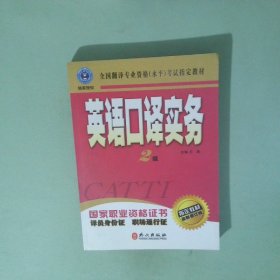 全国翻译专业资格(水平)考试指定教材
英语口译实务
2级
CATTI
国家职业资格证书
译员身份证 职场通行证
外文出版社